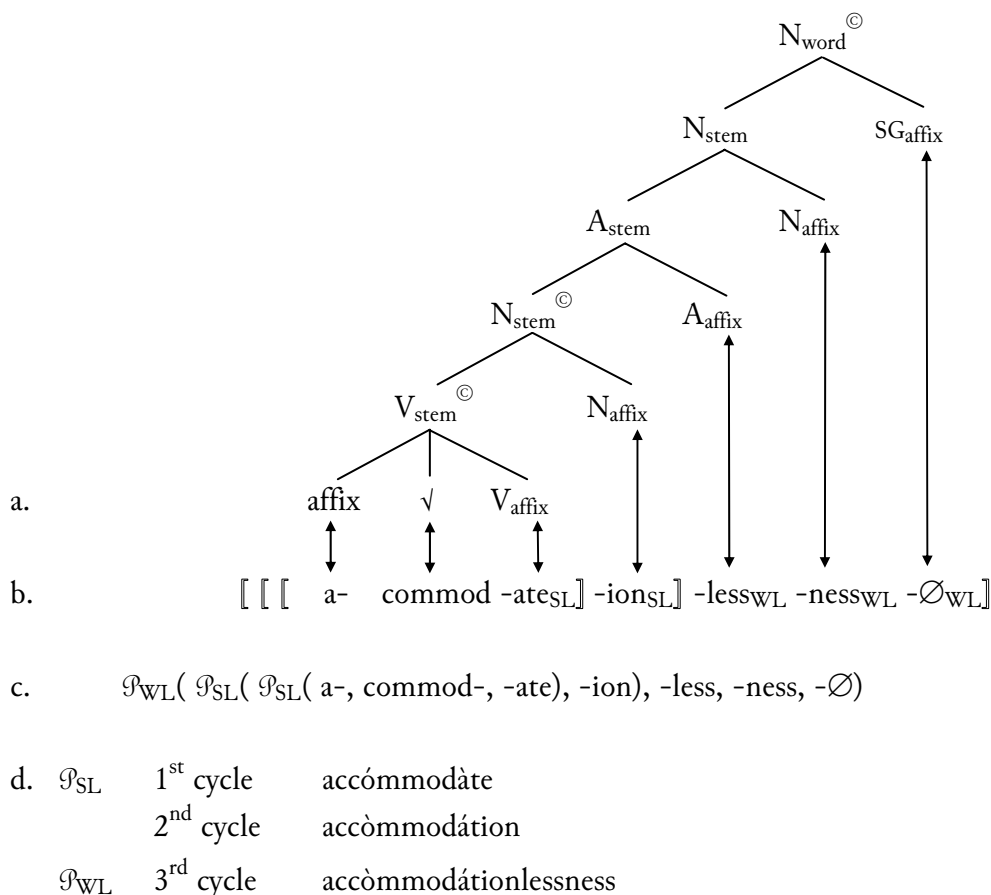 N_word ©
N_stem SG_affix
A_stem N_affix
N_stem © A_affix
V_stem © N_affix
a. affix √ V_affix
b. ⟦ ⟦ ⟦ a- commod -ate_SL⟧ -ion_SL⟧ -less_WL -ness_WL -∅_WL⟧
c. 𝒫_WL( 𝒫_SL( 𝒫_SL( a-, commod-, -ate), -ion), -less, -ness, -∅)
d. 𝒫_SL 1st cycle accómmodàte
2nd cycle accòmmodátion
𝒫_WL 3rd cycle accòmmodátionlessness